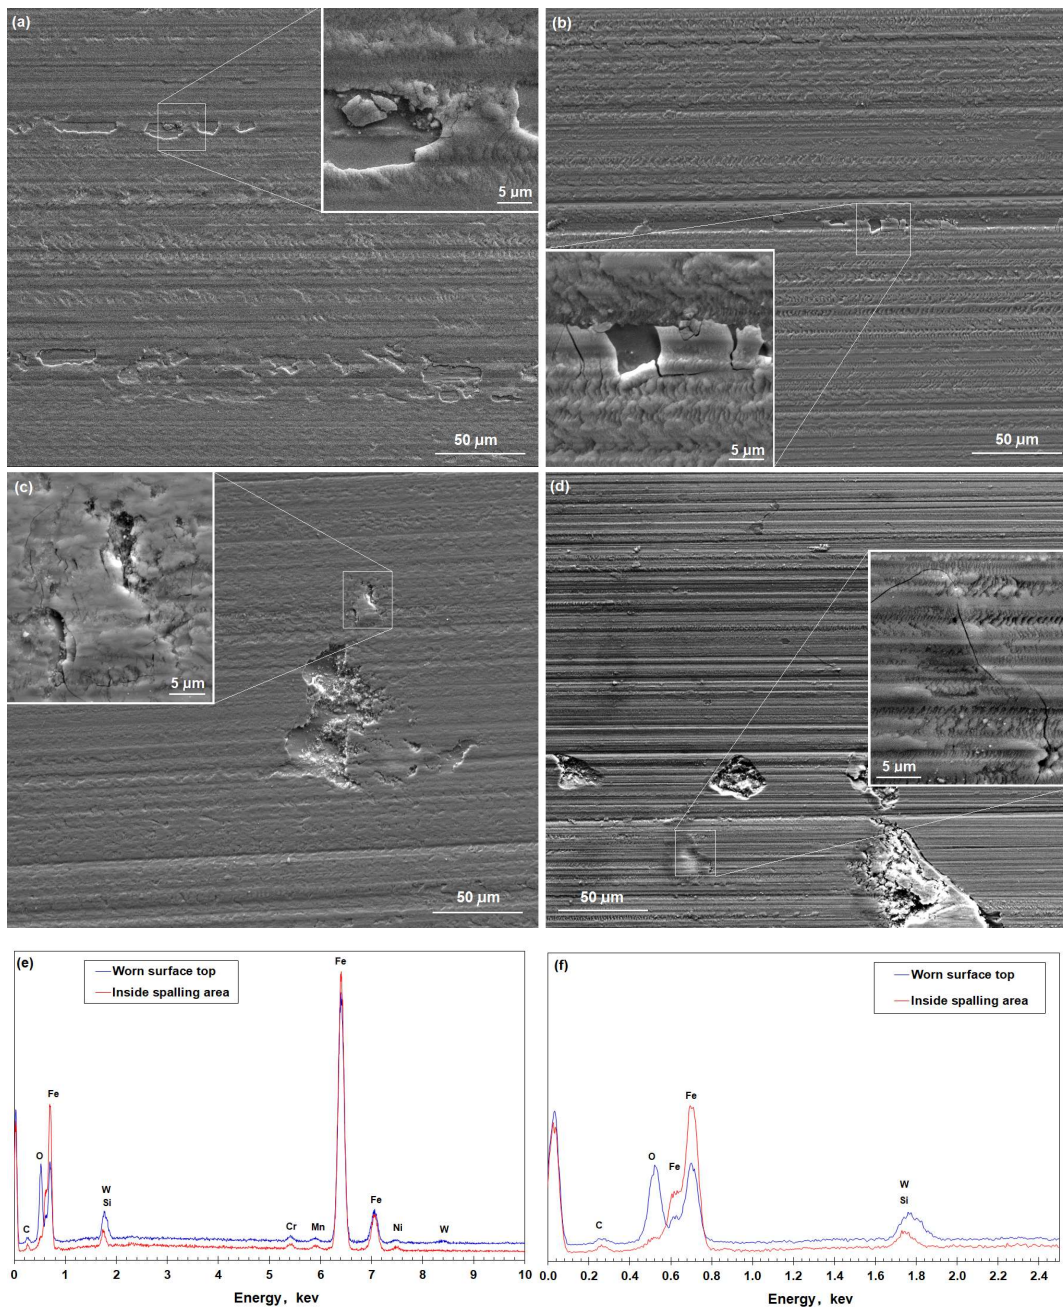 (a)
5 µm
50 µm
(b)
5 µm
50 µm
(c)
5 µm
50 µm
(d)
5 µm
50 µm
(e)
Worn surface top
Inside spalling area
Fe
Fe
O
W
Si
C
Cr
Mn
Fe
Ni
W
0 1 2 3 4 5 6 7 8 9 10
Energy, kev
(f)
Worn surface top
Inside spalling area
Fe
O
Fe
W
Si
C
0.0 0.2 0.4 0.6 0.8 1.0 1.2 1.4 1.6 1.8 2.0 2.2 2.4
Energy, kev